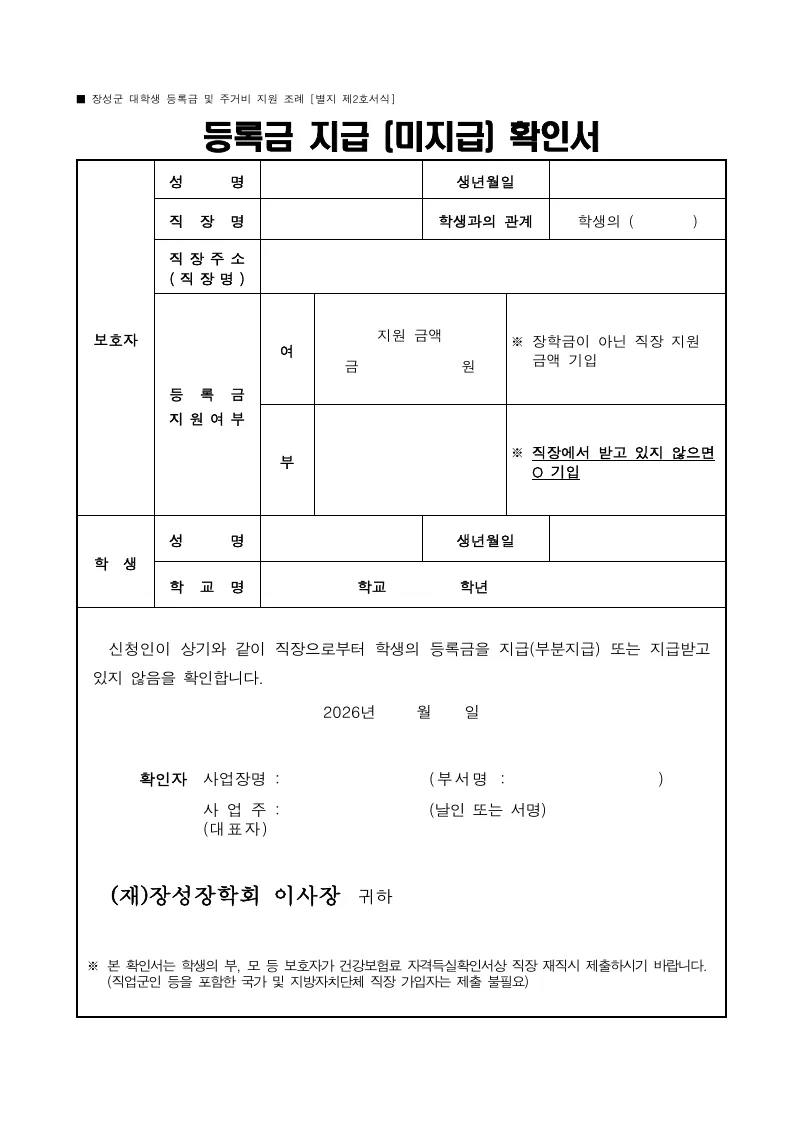 ■ 장성군 대학생 등록금 및 주거비 지원 조례 [별지 제2호서식]
등록금 지급 (미지급) 확인서
보호자
성 명
생년월일
직 장 명
학생과의 관계
학생의 ( )
직 장 주 소
( 직 장 명 )
등 록 금
지 원 여 부
여
지원 금액
금 원
※ 장학금이 아닌 직장 지원
금액 기입
부
※ 직장에서 받고 있지 않으면
O 기입
학 생
성 명
생년월일
학 교 명
학교 학년
신청인이 상기와 같이 직장으로부터 학생의 등록금을 지급(부분지급) 또는 지급받고
있지 않음을 확인합니다.
2026년 월 일
확인자 사업장명 : (부서명 : )
사 업 주 : (날인 또는 서명)
(대표자)
(재)장성장학회 이사장 귀하
※ 본 확인서는 학생의 부, 모 등 보호자가 건강보험료 자격득실확인서상 직장 재직시 제출하시기 바랍니다.
(직업군인 등을 포함한 국가 및 지방자치단체 직장 가입자는 제출 불필요)